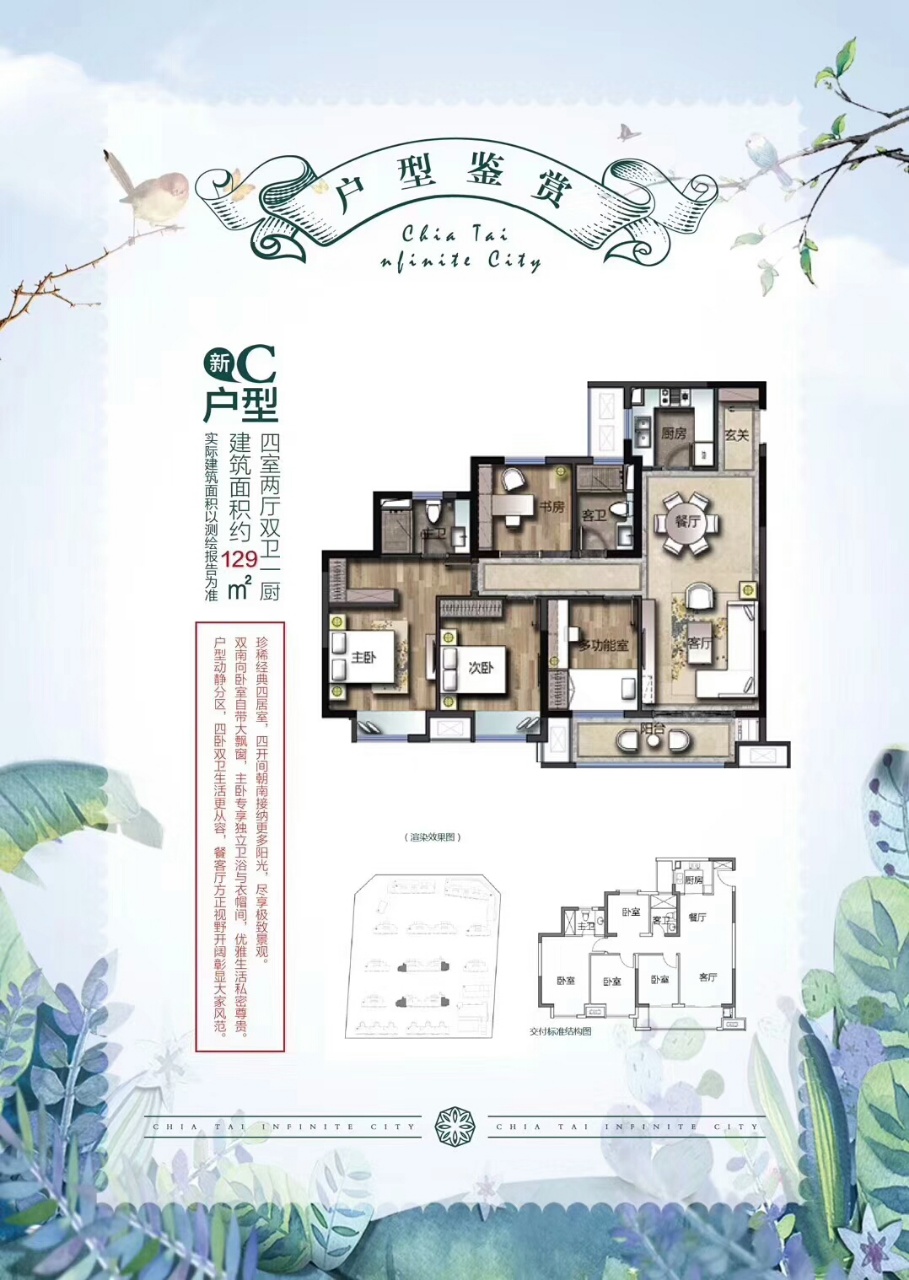 户型鉴赏
Chia Tai
nfinite City
新C
户型
四室两厅双卫一厨
建筑面积约129m²
实际建筑面积以测绘报告为准
珍稀经典四居室，四开间朝南接纳更多阳光，尽享极致景观。
双南向卧室自带大飘窗，主卧专享独立卫浴与衣帽间，优雅生活私密尊贵。
户型动静分区，四卧双卫生活更从容，餐客厅方正视野开阔彰显大家风范。
厨房
玄关
书房
客卫
餐厅
主卫
主卧
次卧
多功能室
客厅
阳台
（渲染效果图）
厨房
卧室
客卫
餐厅
主卫
卧室
卧室
卧室
客厅
交付标准结构图
CHIA TAI INFINITE CITY
CHIA TAI INFINITE CITY